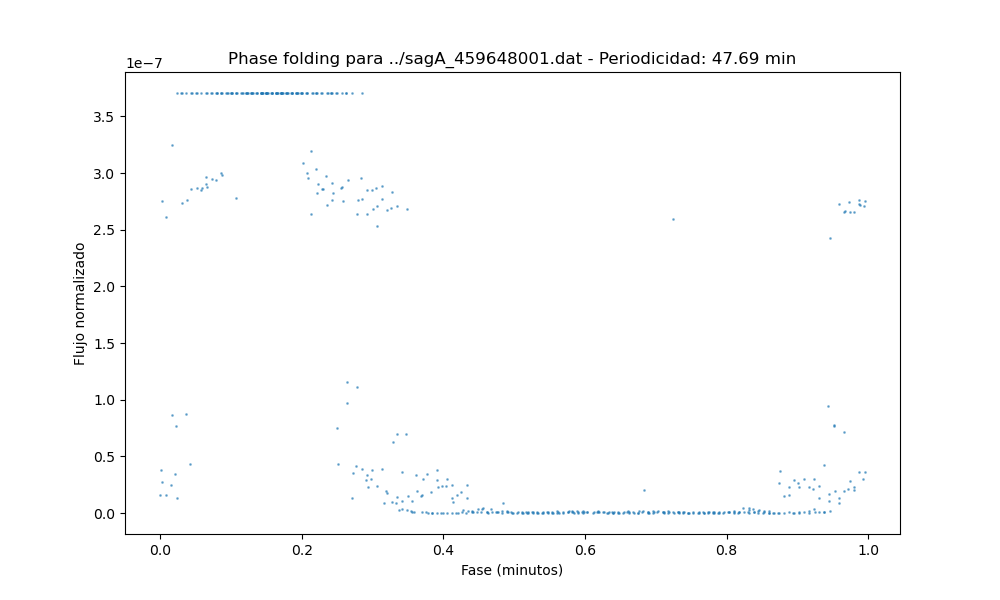 Phase folding para ../sagA_459648001.dat - Periodicidad: 47.69 min
1e−7
3.5
3.0
2.5
2.0
1.5
1.0
0.5
0.0
Flujo normalizado
0.0 0.2 0.4 0.6 0.8 1.0
Fase (minutos)